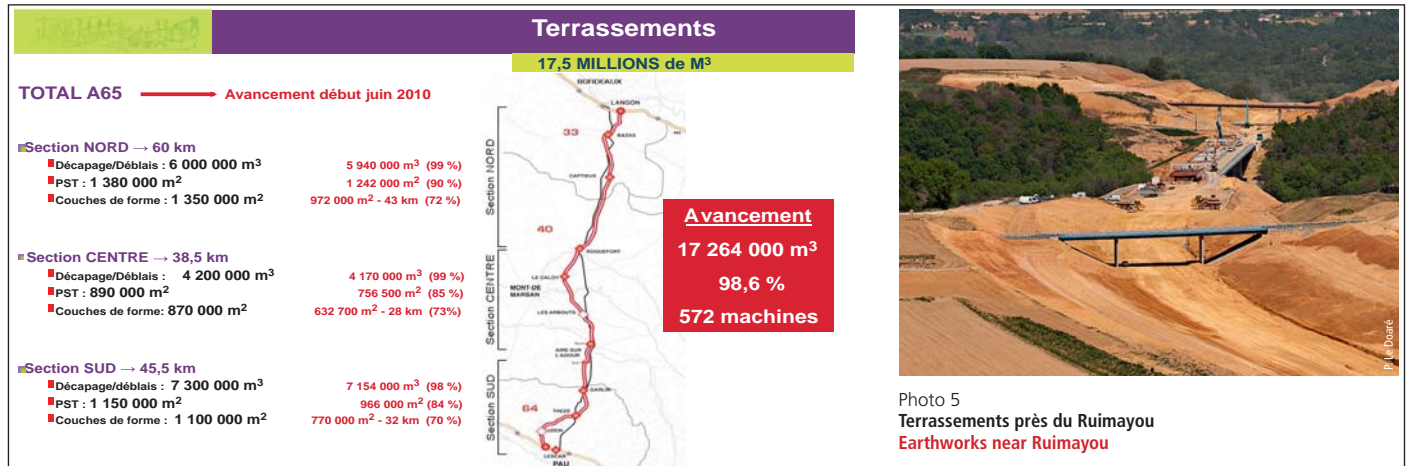 Terrassements
17,5 MILLIONS de M³
TOTAL A65 → Avancement début juin 2010
Section NORD → 60 km
Décapage/Déblais : 6 000 000 m³ 5 940 000 m³ (99 %)
PST : 1 380 000 m² 1 242 000 m² (90 %)
Couches de forme : 1 350 000 m² 972 000 m² - 43 km (72 %)
Section CENTRE → 38,5 km
Décapage/Déblais : 4 200 000 m³ 4 170 000 m³ (99 %)
PST : 890 000 m² 756 500 m² (85 %)
Couches de forme: 870 000 m² 632 700 m² - 28 km (73%)
Section SUD → 45,5 km
Décapage/déblais : 7 300 000 m³ 7 154 000 m³ (98 %)
PST : 1 150 000 m² 966 000 m² (84 %)
Couches de forme : 1 100 000 m² 770 000 m² - 32 km (70 %)
Section NORD
Section CENTRE
Section SUD
BORDEAUX
LANGON
33
BAZAS
CAPTIEUX
40
ROQUEFORT
LE CALOY
MONT-DE
MARSAN
LES ARBOUTS
AIRE-SUR
L'ADOUR
GARLIN
64
THEZE
LESCAR
PAU
Avancement
17 264 000 m³
98,6 %
572 machines
P. Le Doaré
Photo 5
Terrassements près du Ruimayou
Earthworks near Ruimayou